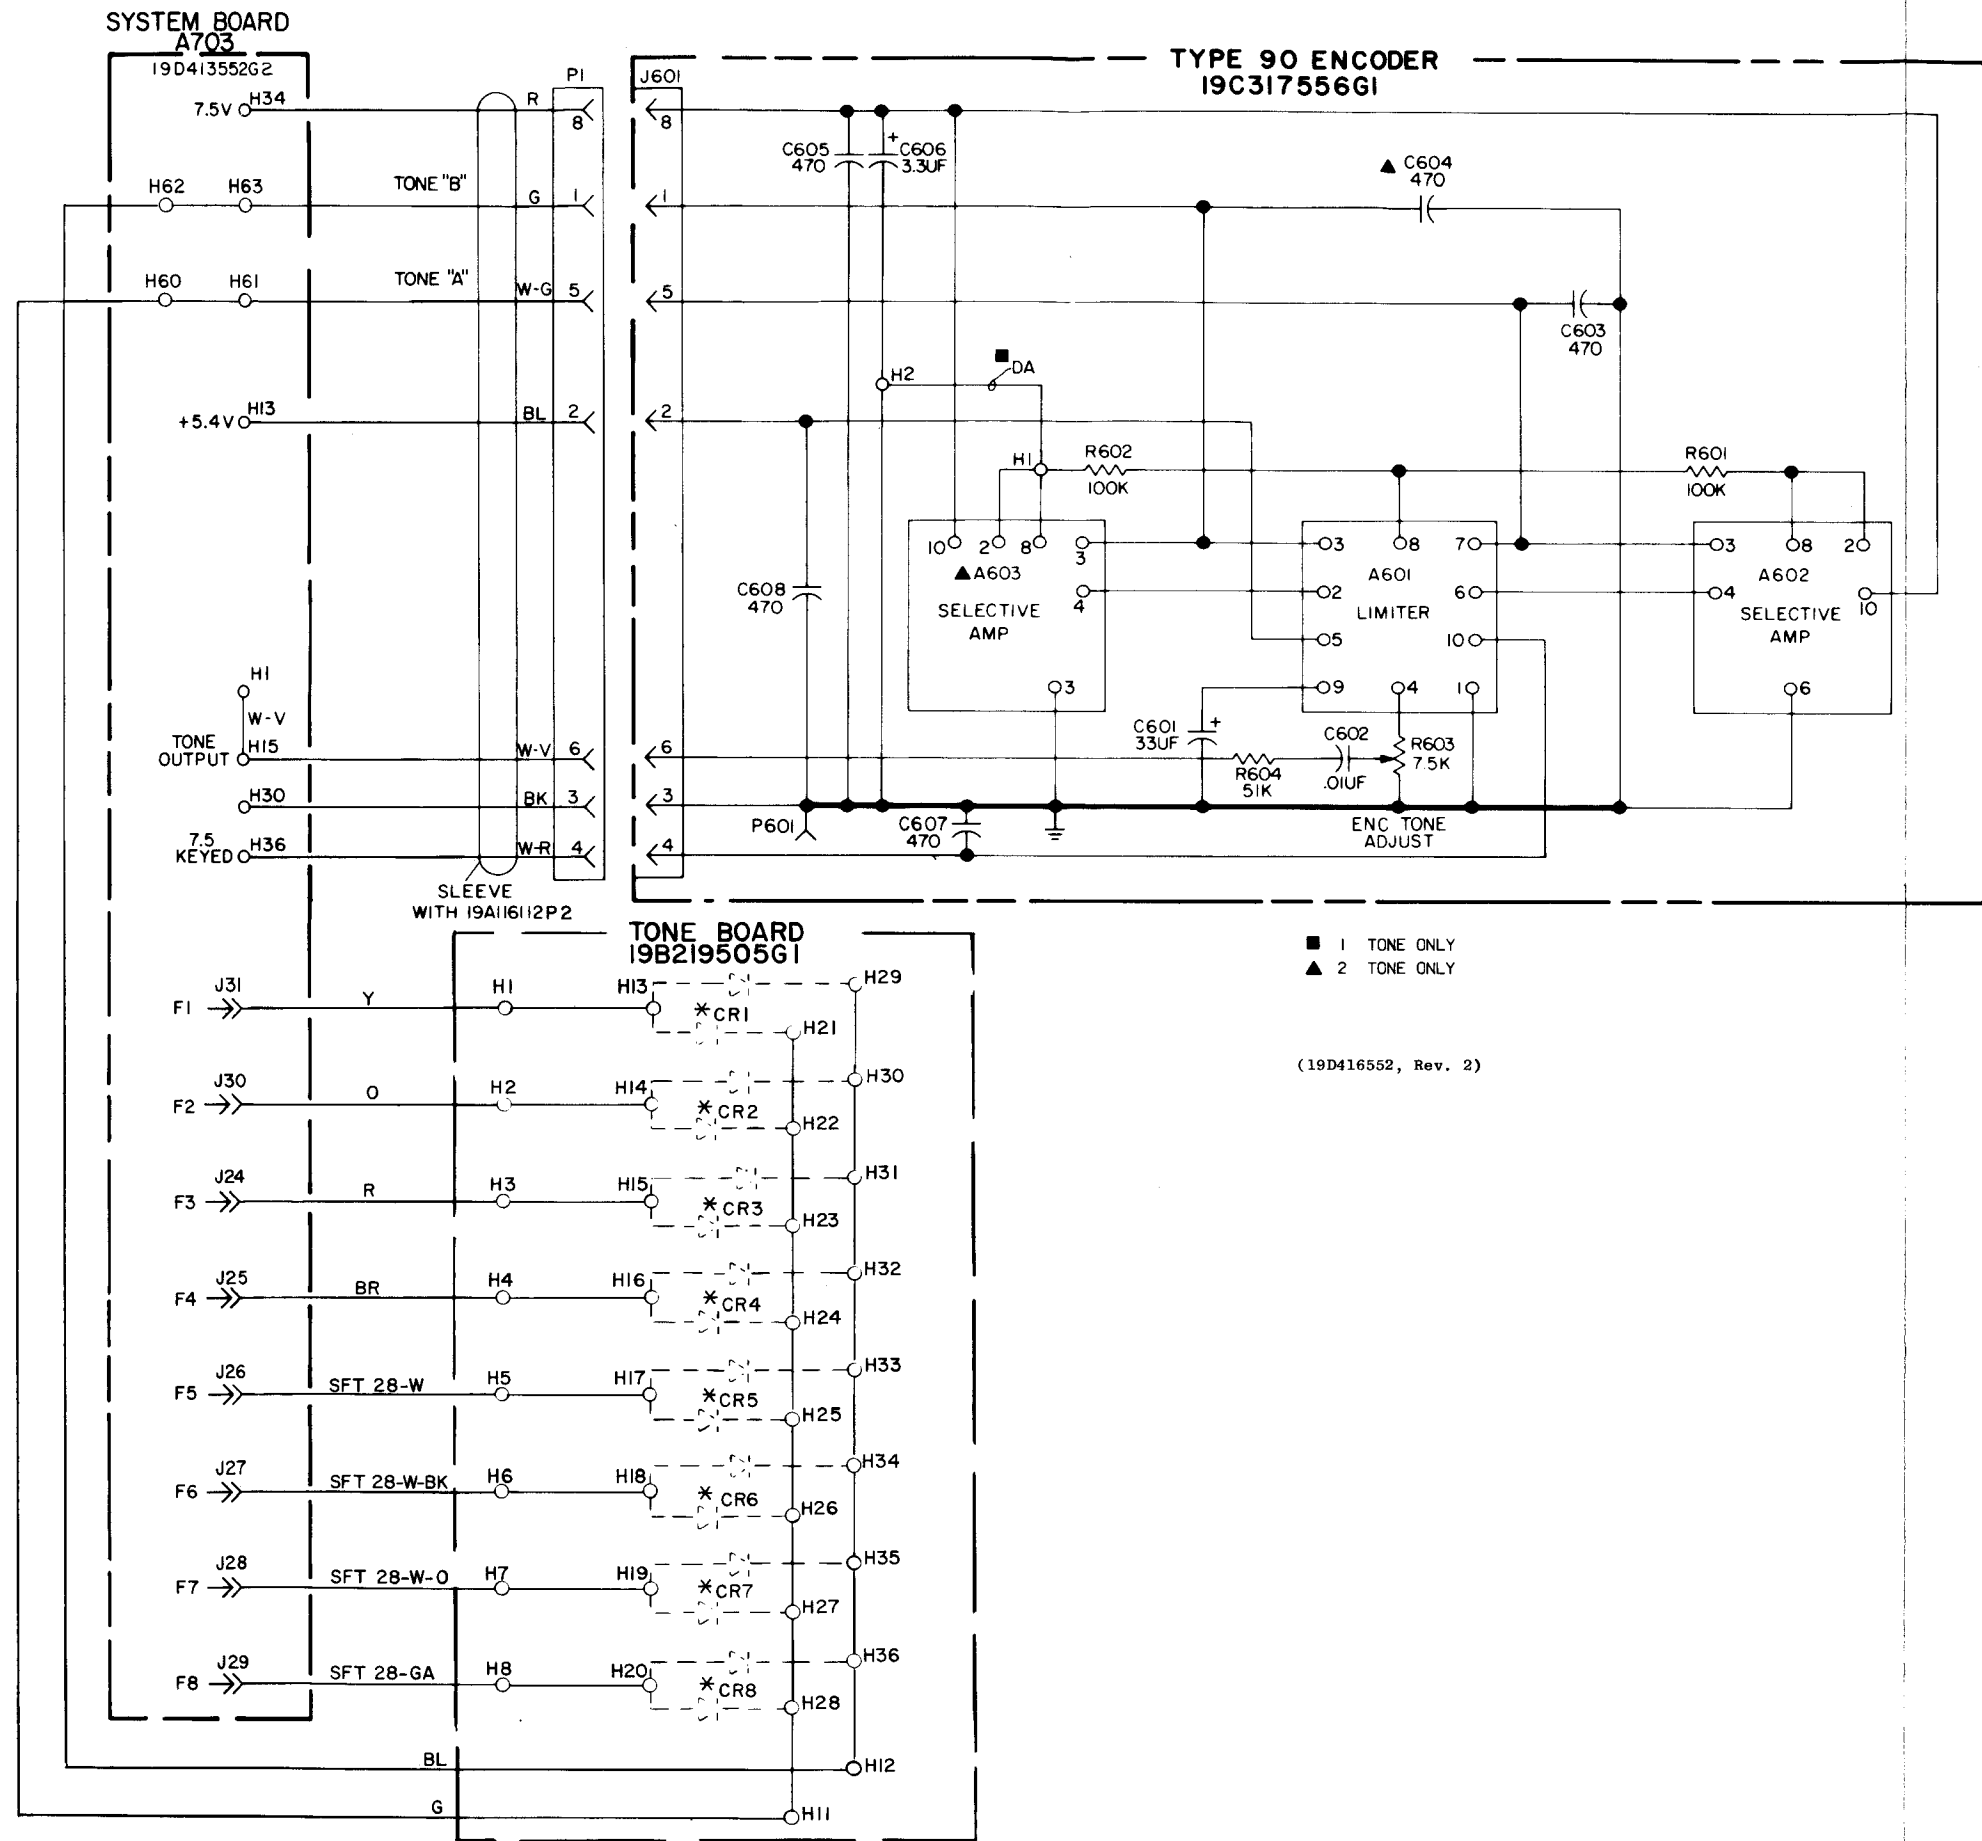 SYSTEM BOARD
A703
19D413552G2
7.5V H34
R
P1
8
J601
8
TYPE 90 ENCODER
19C317556G1
C605
470
+
C606
3.3UF
▲ C604
470
H62 H63
TONE "B"
G
1
1
H60 H61
TONE "A"
W-G
5
5
C603
470
■
DA
H2
+5.4V H13
BL
2
2
H1
R602
100K
R601
100K
10 2 8 3
▲A603
4
SELECTIVE
AMP
3
C608
470
3 8 7
A601
2 6
LIMITER
5 10
9 4 1
3 8 2
A602
4 10
SELECTIVE
AMP
6
H1
W-V
TONE
OUTPUT H15
W-V
6
6
C601
33UF
+
R604
51K
C602
.01UF
R603
7.5K
H30
BK
3
3
P601
C607
470
ENC TONE
ADJUST
7.5
KEYED H36
W-R
4
4
SLEEVE
WITH 19A116112P2
TONE BOARD
19B219505G1
■ 1 TONE ONLY
▲ 2 TONE ONLY
(19D416552, Rev. 2)
F1 J31 Y H1 H13 *CR1 H21 H29
F2 J30 O H2 H14 *CR2 H22 H30
F3 J24 R H3 H15 *CR3 H23 H31
F4 J25 BR H4 H16 *CR4 H24 H32
F5 J26 SFT 28-W H5 H17 *CR5 H25 H33
F6 J27 SFT 28-W-BK H6 H18 *CR6 H26 H34
F7 J28 SFT 28-W-O H7 H19 *CR7 H27 H35
F8 J29 SFT 28-GA H8 H20 *CR8 H28 H36
BL H12
G H11